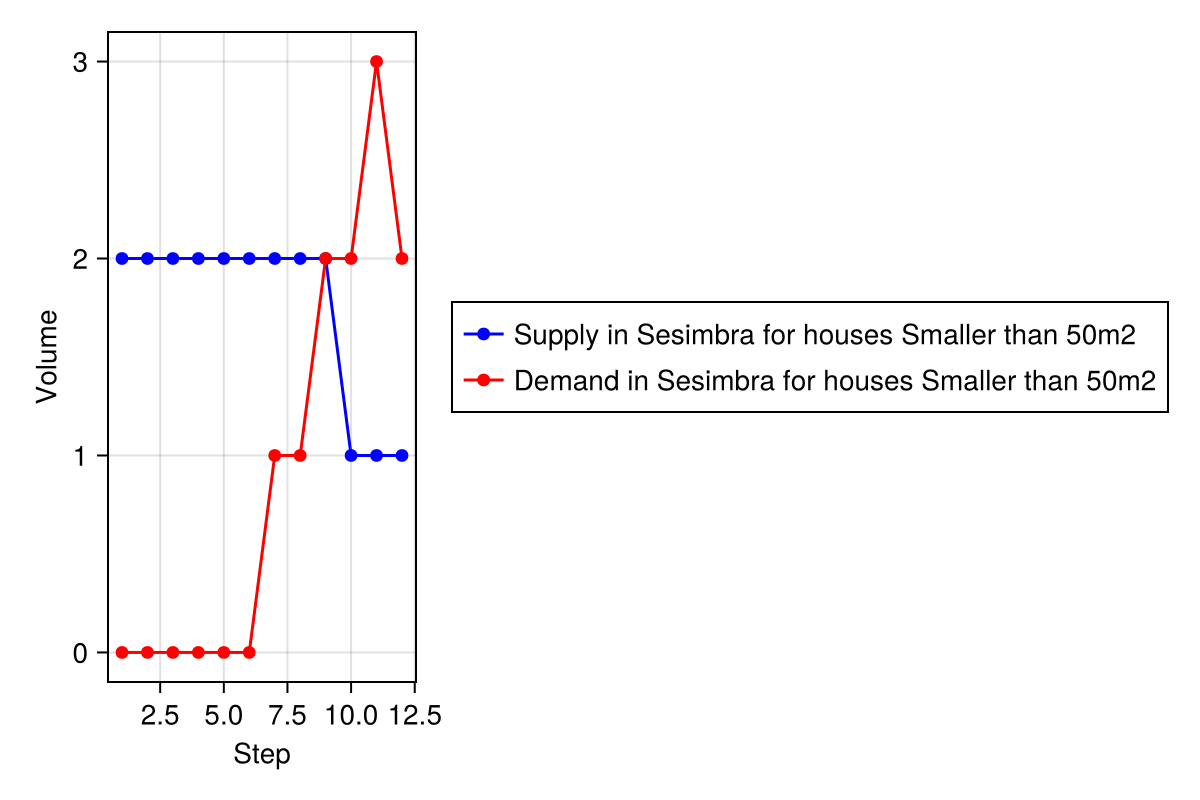 3
2
1
0
Volume
2.5 5.0 7.5 10.0 12.5
Step
Supply in Sesimbra for houses Smaller than 50m2
Demand in Sesimbra for houses Smaller than 50m2